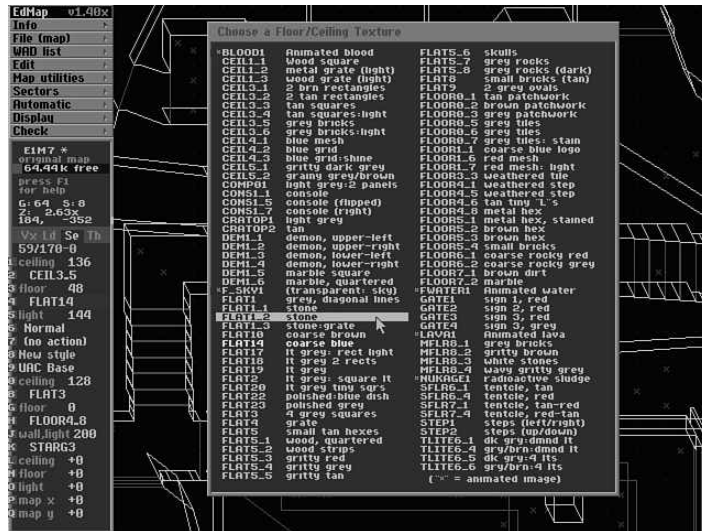 EdMap v1.40x
Info
File (map)
WAD list
Edit
Map utilities
Sectors
Automatic
Display
Check
E1M7 *
original map
64.44k free
press F1
for help
G:64 S:8
Z: 2.63x
184, -352
Vx Ld Se Th
59/170-0
ceiling 136
CEIL3_5
floor 48
FLAT14
light 144
Normal
(no action)
New style
UAC Base
ceiling 128
FLAT3
floor 0
FLOOR4_8
wall,light 200
STARG3
ceiling +0
floor +0
light +0
map x +0
map y +0
Choose a Floor/Ceiling Texture
*BLOOD1 Animated blood
CEIL1_1 Wood square
CEIL1_2 metal grate (light)
CEIL1_3 wood grate (light)
CEIL3_1 2 brn rectangles
CEIL3_2 2 tan rectangles
CEIL3_3 tan squares
CEIL3_4 tan squares:light
CEIL3_5 grey bricks
CEIL3_6 grey bricks:light
CEIL4_1 blue mesh
CEIL4_2 blue grid
CEIL4_3 blue grid:shine
CEIL5_1 gritty dark grey
CEIL5_2 grainy grey/brown
COMP01 light grey:2 panels
CONS1_1 console
CONS1_5 console (flipped)
CONS1_7 console (right)
CRATOP1 light grey
CRATOP2 tan
DEM1_1 demon, upper-left
DEM1_2 demon, upper-right
DEM1_3 demon, lower-left
DEM1_4 demon, lower-right
DEM1_5 marble square
DEM1_6 marble, quartered
*F_SKY1 (transparent: sky)
FLAT1 grey, diagonal lines
FLAT1_1 stone
FLAT1_2 stone
FLAT1_3 stone:grate
FLAT10 coarse brown
FLAT14 coarse blue
FLAT17 lt grey: rect light
FLAT18 lt grey 2 rects
FLAT19 lt grey
FLAT2 lt grey: square lt
FLAT20 lt grey tiny sqrs
FLAT22 polished:blue dish
FLAT23 polished grey
FLAT3 4 grey squares
FLAT4 grate
FLAT5 small tan hexes
FLAT5_1 wood, quartered
FLAT5_2 wood strips
FLAT5_3 gritty red
FLAT5_4 gritty grey
FLAT5_5 gritty tan
FLAT5_6 skulls
FLAT5_7 grey rocks
FLAT5_8 grey rocks (dark)
FLAT8 small bricks (tan)
FLAT9 2 grey ovals
FLOOR0_1 tan patchwork
FLOOR0_2 brown patchwork
FLOOR0_3 grey patchwork
FLOOR0_5 grey tiles
FLOOR0_6 grey tiles
FLOOR0_7 grey tiles: stain
FLOOR1_1 coarse blue logo
FLOOR1_6 red mesh
FLOOR1_7 red mesh: light
FLOOR3_3 weathered tile
FLOOR4_1 weathered step
FLOOR4_5 weathered step
FLOOR4_6 tan tiny "L"s
FLOOR4_8 metal hex
FLOOR5_1 metal hex, stained
FLOOR5_2 brown hex
FLOOR5_3 brown hex
FLOOR5_4 small bricks
FLOOR6_1 coarse rocky red
FLOOR6_2 coarse rocky grey
FLOOR7_1 brown dirt
FLOOR7_2 marble
*FWATER1 Animated water
GATE1 sign 1, red
GATE2 sign 2, red
GATE3 sign 3, red
GATE4 sign 3, grey
*LAVA1 Animated lava
MFLR8_1 grey bricks
MFLR8_2 gritty brown
MFLR8_3 white stones
MFLR8_4 wavy gritty grey
*NUKAGE1 radioactive sludge
SFLR6_1 tentcle, tan
SFLR6_4 tentcle, red
SFLR7_1 tentcle, tan-red
SFLR7_4 tentcle, red-tan
STEP1 steps (left/right)
STEP2 steps (up/down)
TLITE6_1 dk gry:dmnd lt
TLITE6_4 gry/brn:dmnd lt
TLITE6_5 dk gry:4 lts
TLITE6_6 gry/brn:4 lts
("*" = animated image)